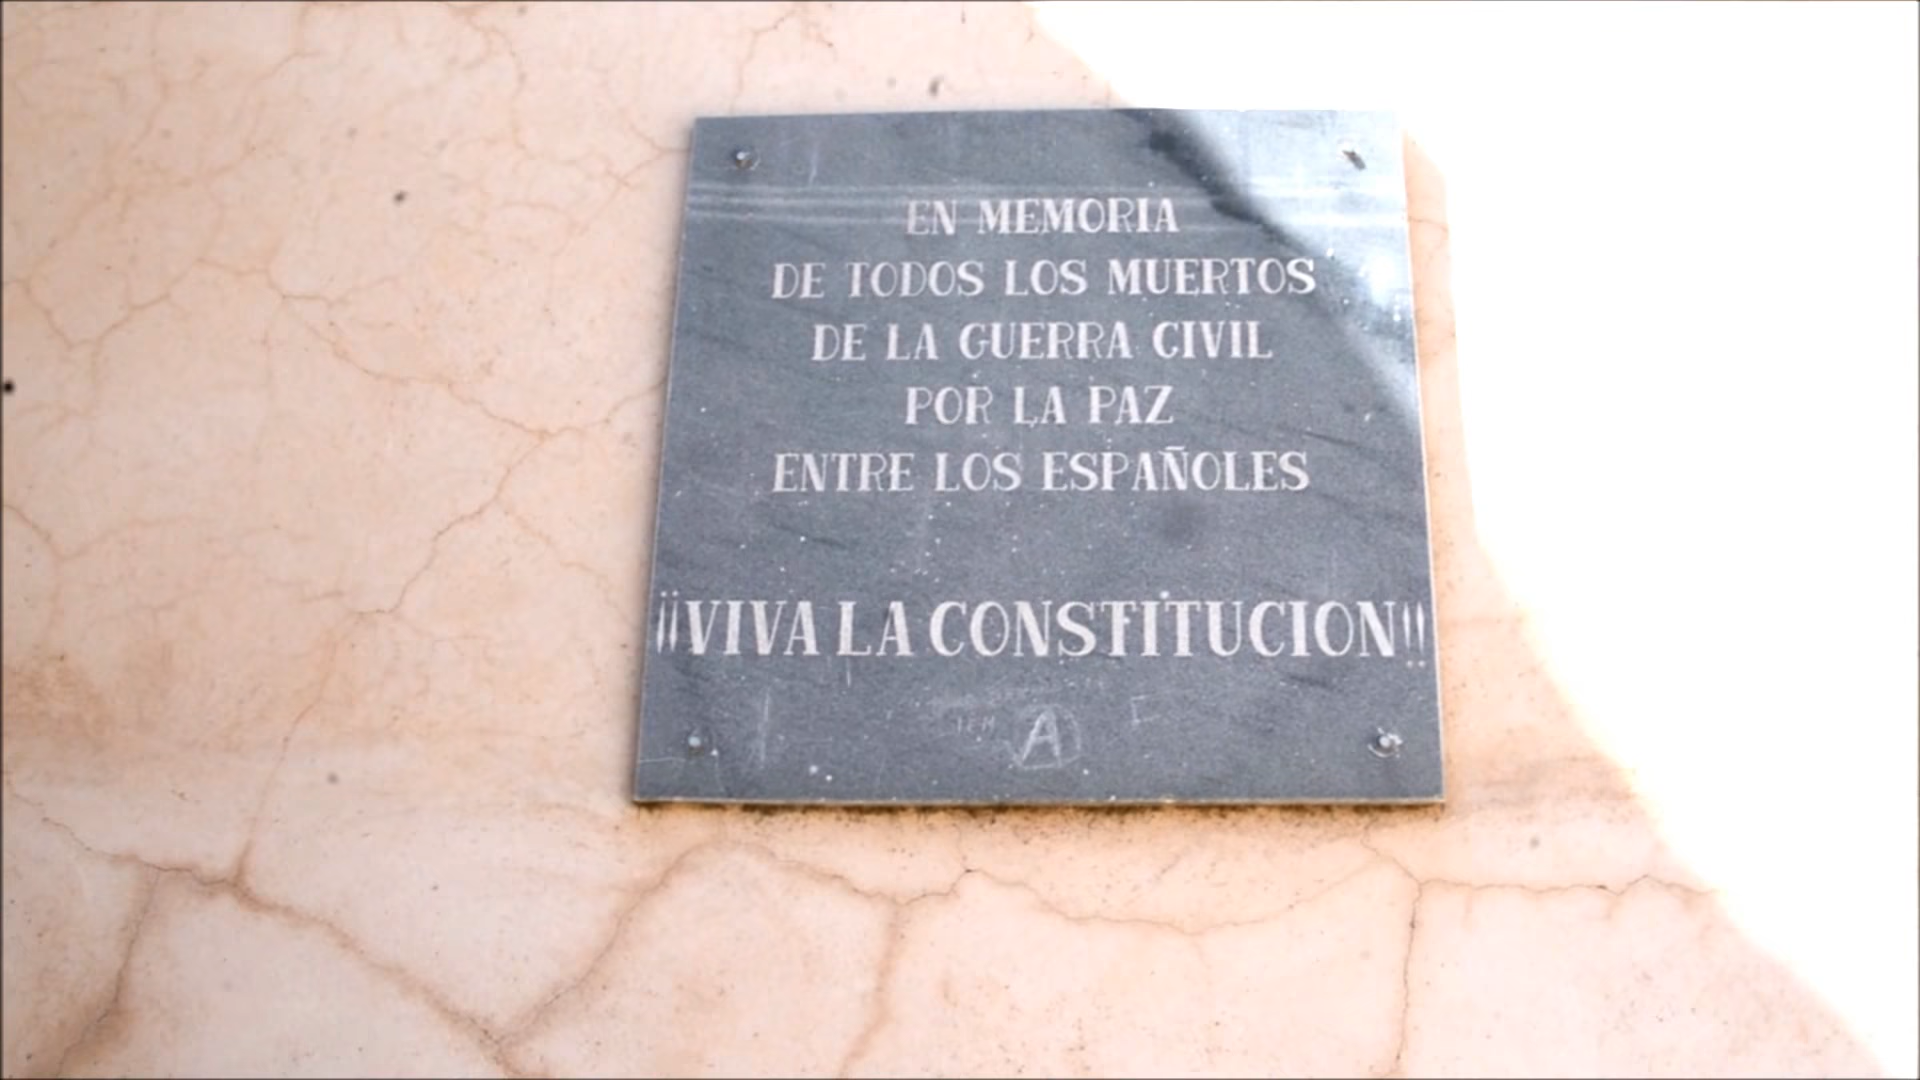 EN MEMORIA
DE TODOS LOS MUERTOS
DE LA GUERRA CIVIL
POR LA PAZ
ENTRE LOS ESPAÑOLES
¡¡VIVA LA CONSTITUCION!!
A